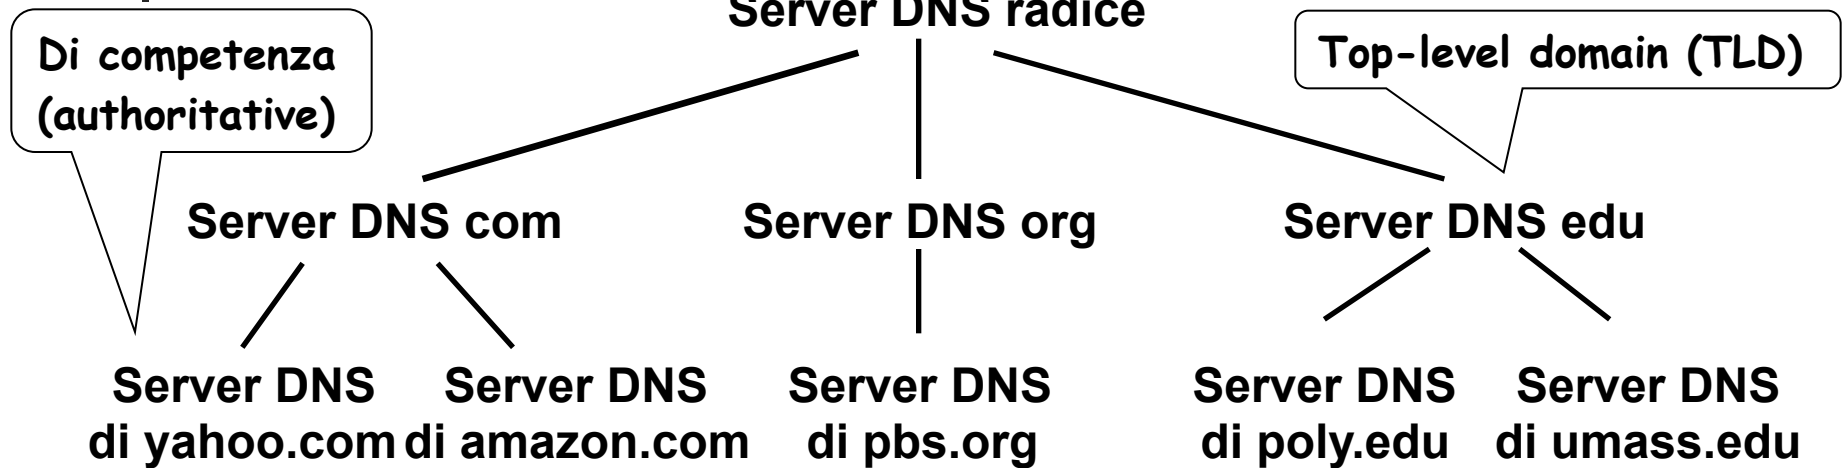 Server DNS radice
Di competenza
(authoritative)
Top-level domain (TLD)
Server DNS com
Server DNS org
Server DNS edu
Server DNS
di yahoo.com
Server DNS
di amazon.com
Server DNS
di pbs.org
Server DNS
di poly.edu
Server DNS
di umass.edu